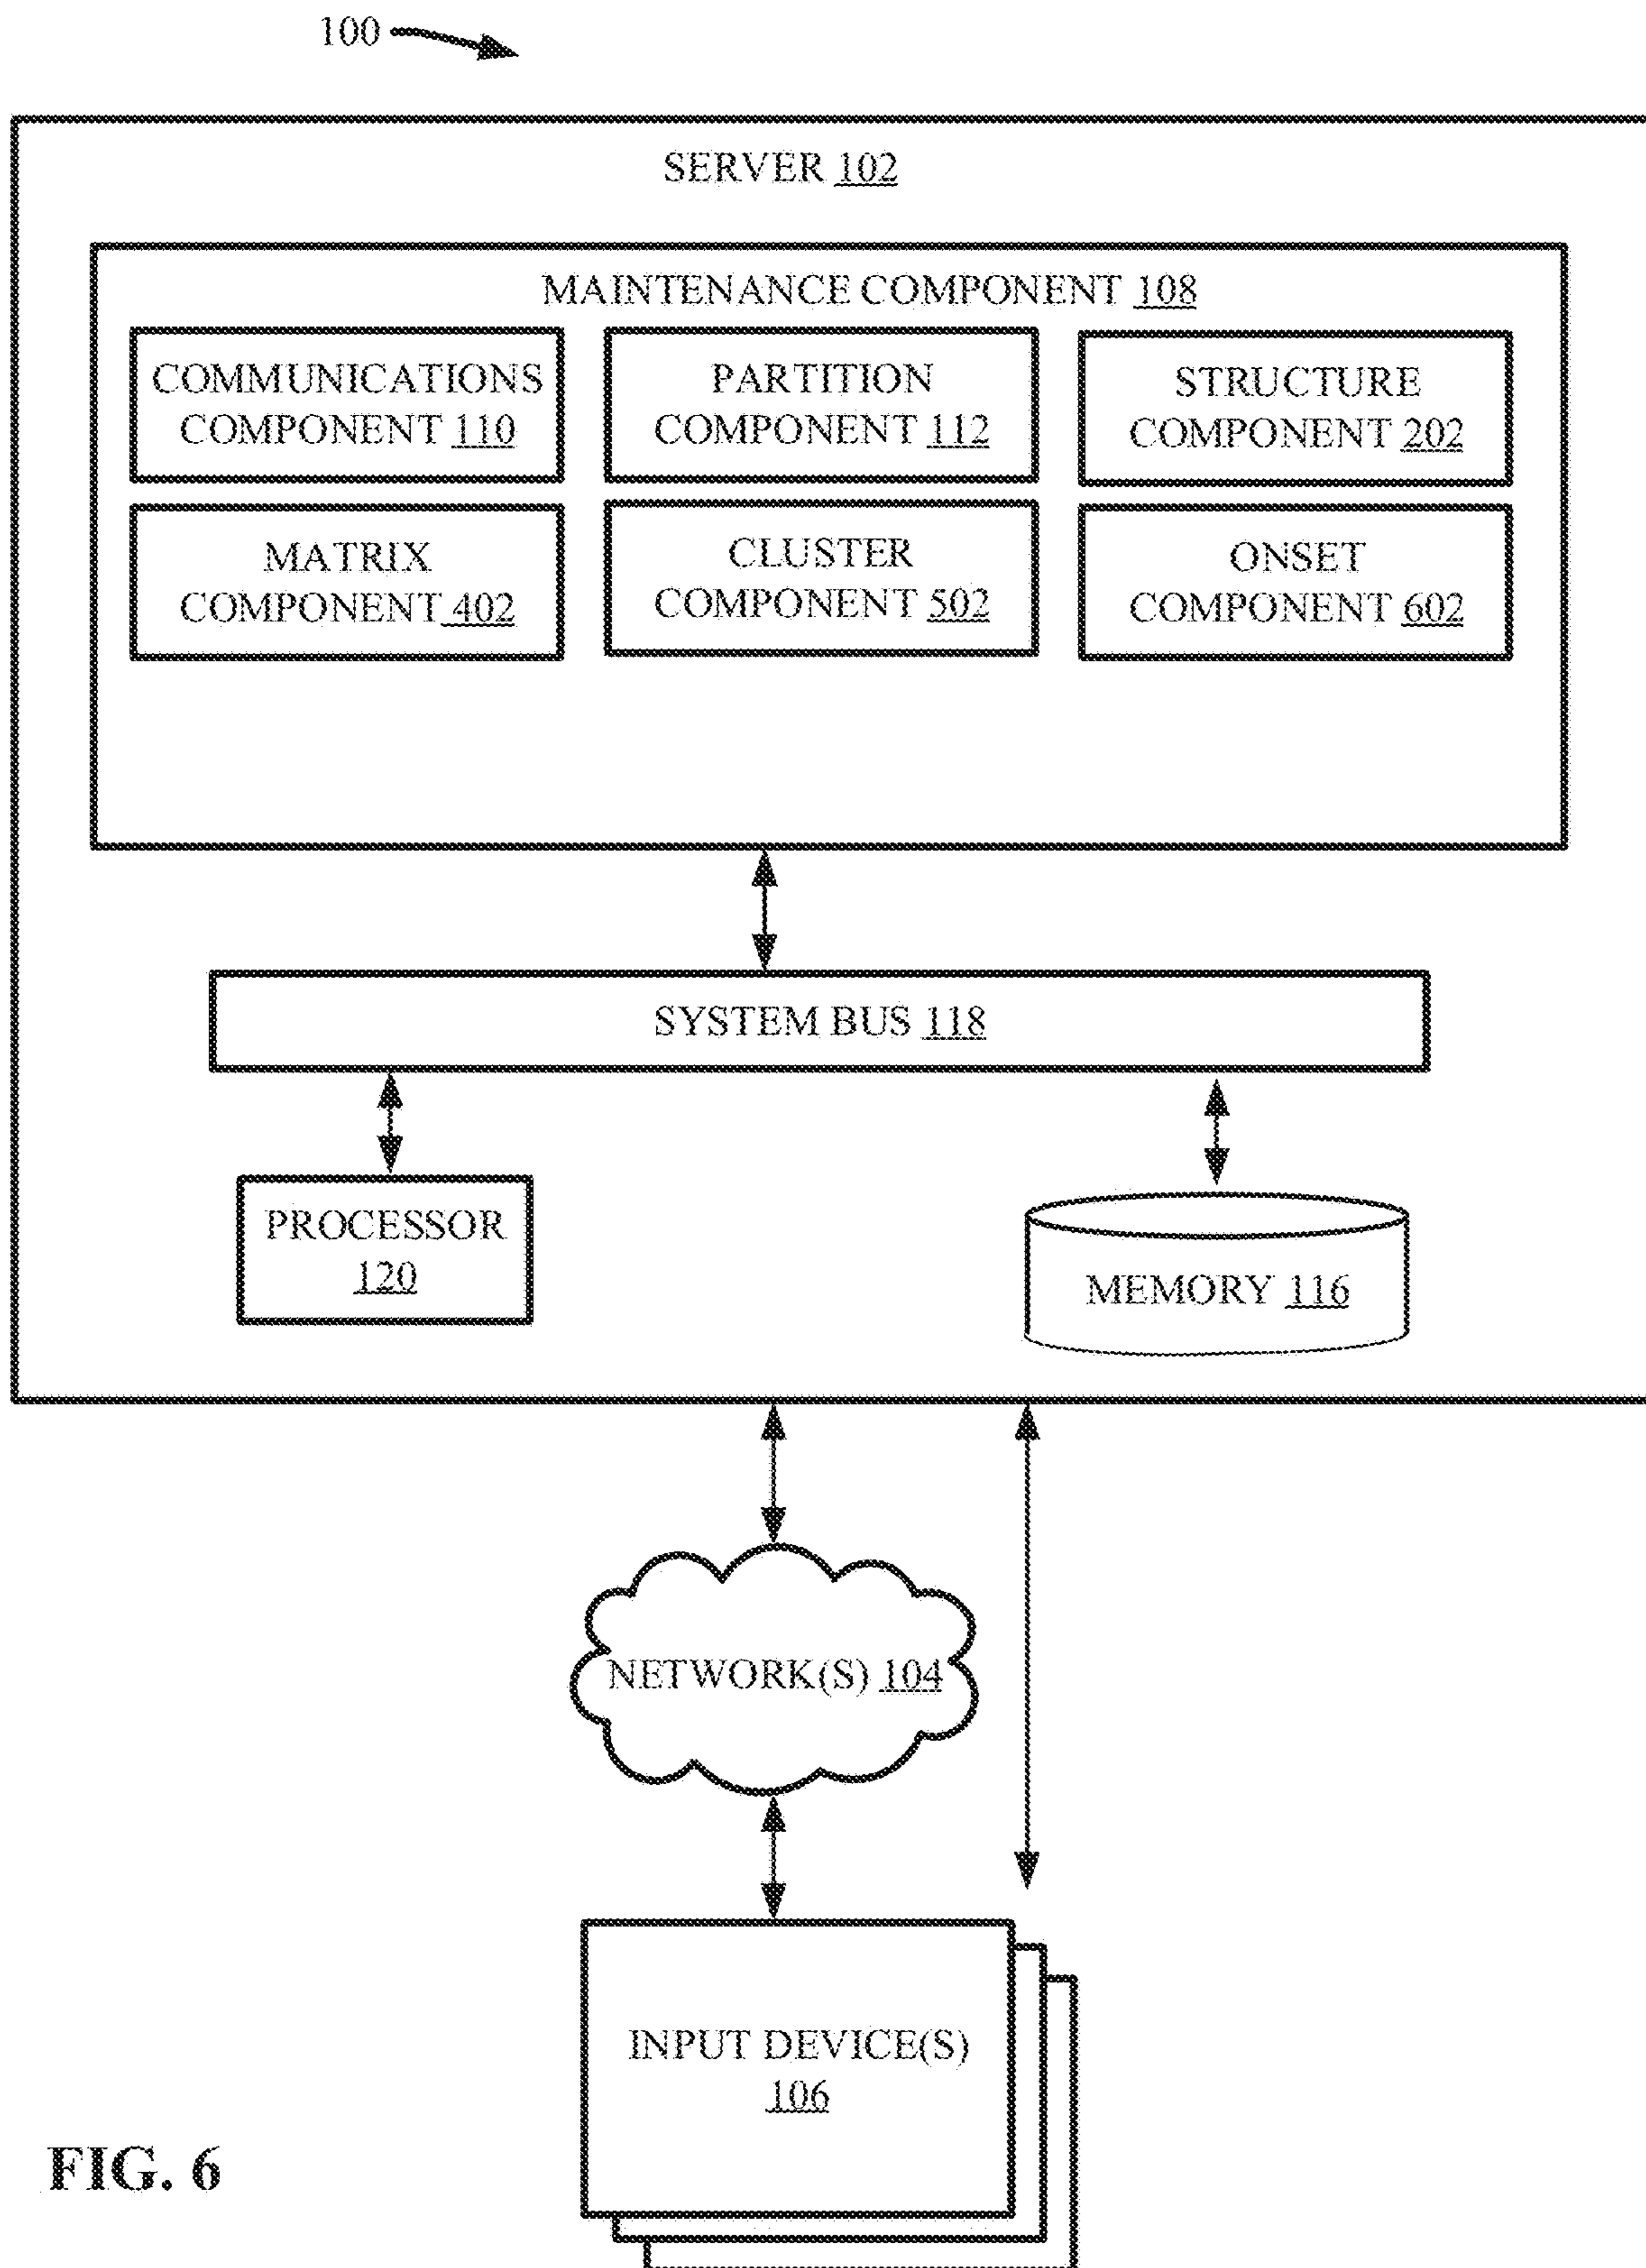 100
SERVER 102
MAINTENANCE COMPONENT 108
COMMUNICATIONS
COMPONENT 110
PARTITION
COMPONENT 112
STRUCTURE
COMPONENT 202
MATRIX
COMPONENT 402
CLUSTER
COMPONENT 502
ONSET
COMPONENT 602
SYSTEM BUS 118
PROCESSOR
120
MEMORY 116
NETWORK(S) 104
INPUT DEVICE(S)
106
FIG. 6